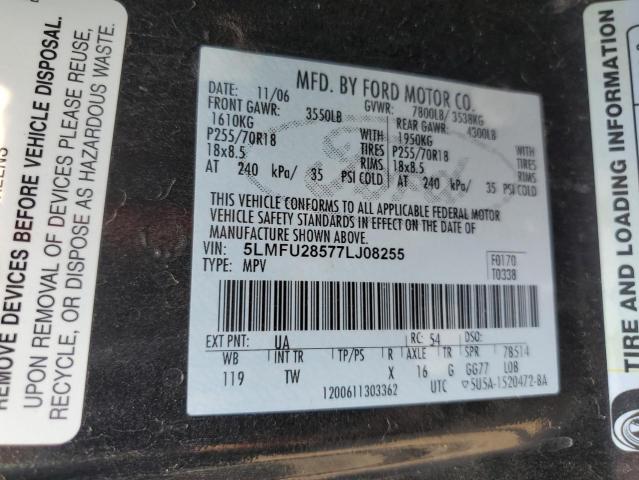 MFD. BY FORD MOTOR CO.
DATE: 11/06 GVWR: 7800LB/ 3538KG
FRONT GAWR: 3550LB REAR GAWR: 4300LB
1610KG 1950KG
P255/70R18 TIRES P255/70R18 TIRES
18x8.5 RIMS 18x8.5 RIMS
AT 240 kPa/ 35 PSI COLD AT 240 kPa/ 35 PSI COLD
THIS VEHICLE CONFORMS TO ALL APPLICABLE FEDERAL MOTOR
VEHICLE SAFETY STANDARDS IN EFFECT ON THE DATE OF
MANUFACTURE SHOWN ABOVE.
VIN: 5LMFU28577LJ08255
TYPE: MPV
F0170
T0338
EXT PNT: UA RC: 54 DSO:
WB INT TR TP/PS R AXLE TR SPR 7B514
119 TW X 16 G GG77 LOB
1200611303362 UTC ▽5U5A-1520472-BA
REMOVE DEVICES BEFORE VEHICLE DISPOSAL.
UPON REMOVAL OF DEVICES PLEASE REUSE,
RECYCLE, OR DISPOSE AS HAZARDOUS WASTE.
TIRE AND LOADING INFORMATION